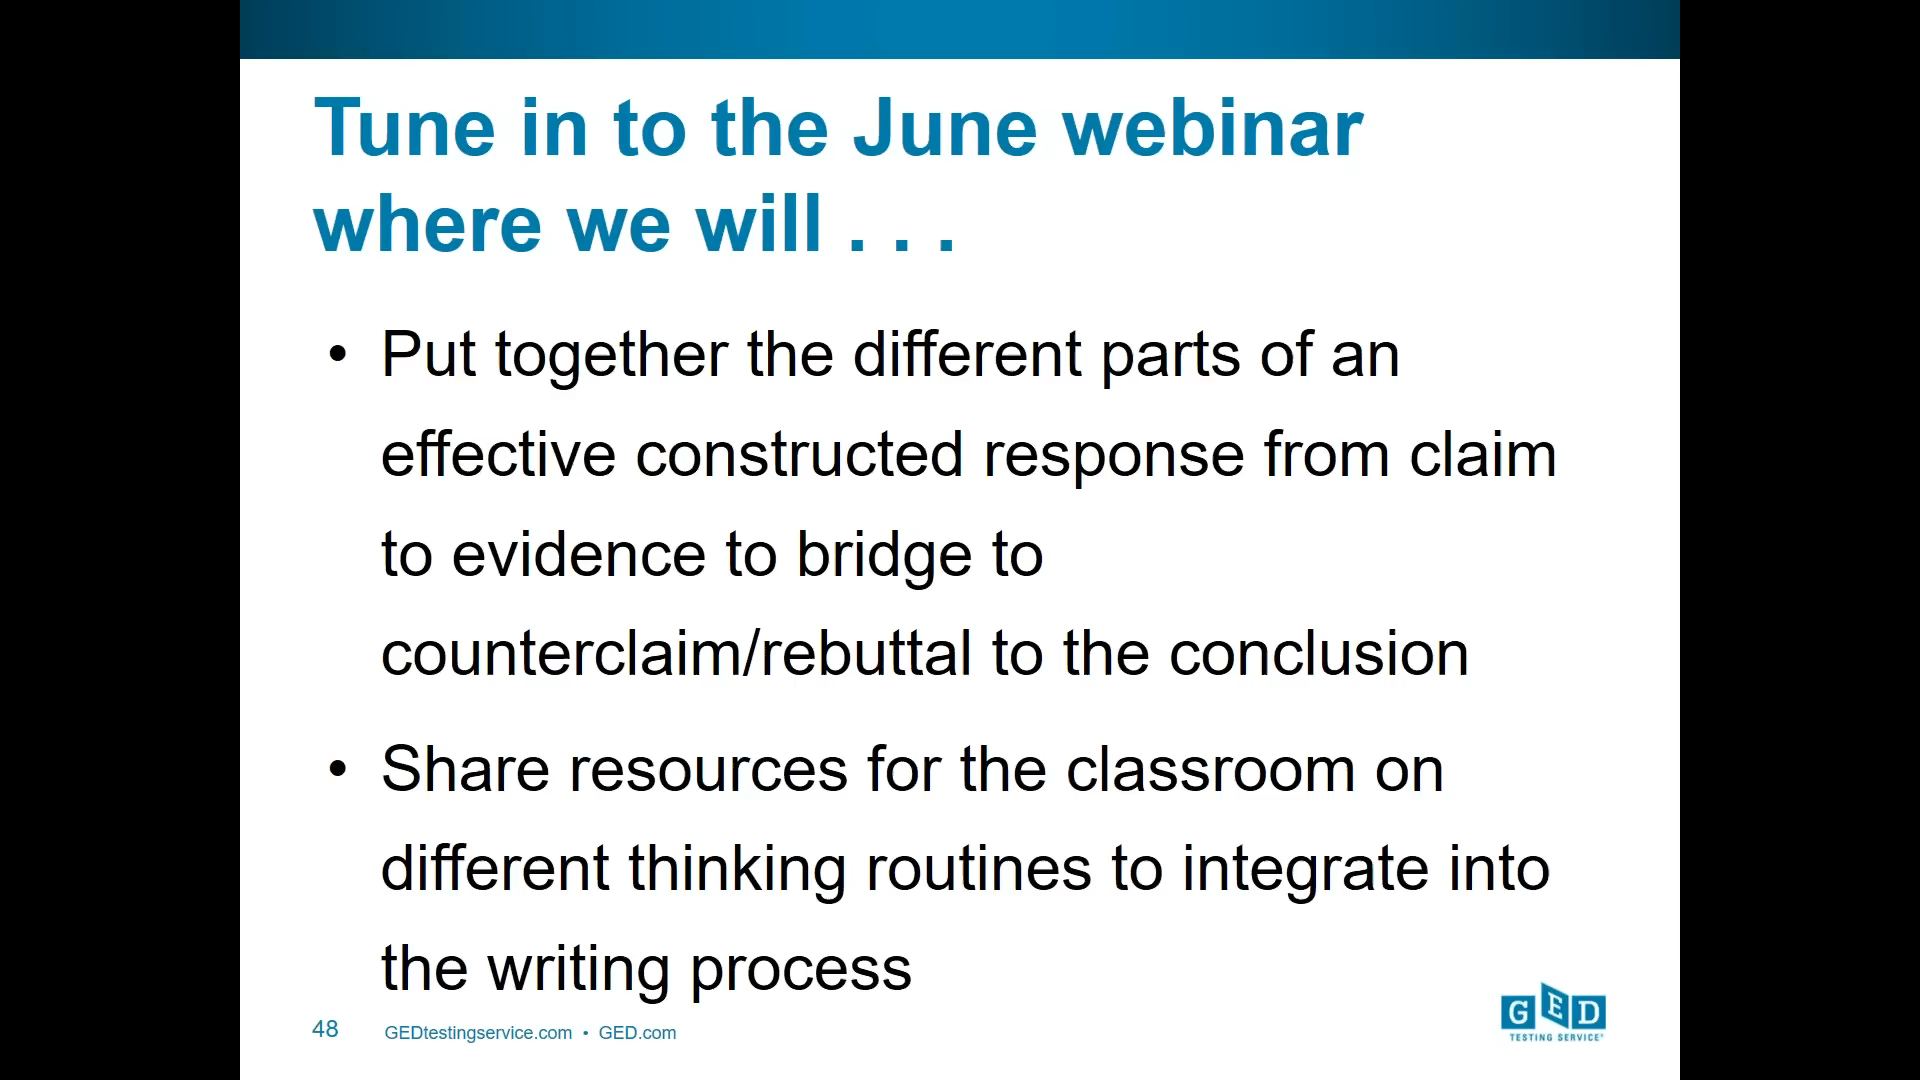 Tune in to the June webinar
where we will . . .
• Put together the different parts of an
effective constructed response from claim
to evidence to bridge to
counterclaim/rebuttal to the conclusion
• Share resources for the classroom on
different thinking routines to integrate into
the writing process
48 GEDtestingservice.com • GED.com
GED
TESTING SERVICE®